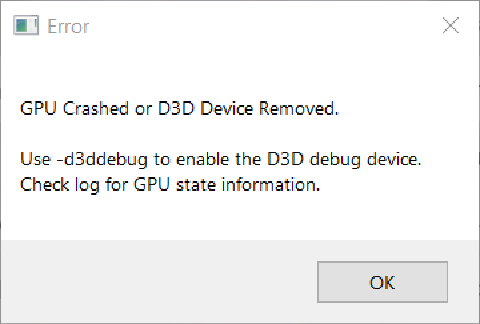 Error
GPU Crashed or D3D Device Removed.
Use -d3ddebug to enable the D3D debug device.
Check log for GPU state information.
OK